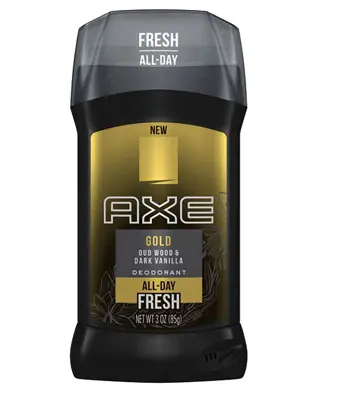 FRESH
ALL-DAY
NEW
AXE
GOLD
OUD WOOD &
DARK VANILLA
DEODORANT
ALL-DAY
FRESH
NET WT 3 OZ (85g)